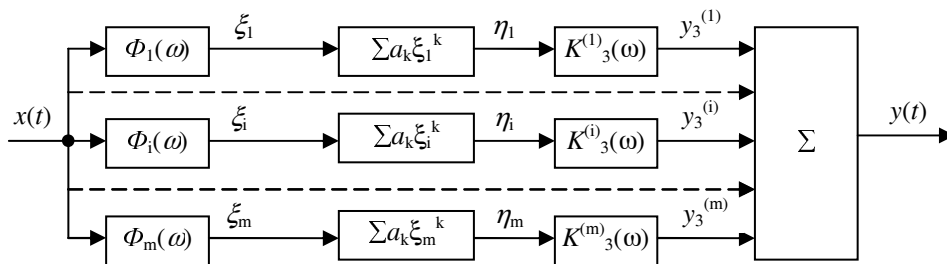 Φ₁(ω) ξ₁ ∑aₖξ₁ᵏ η₁ K⁽¹⁾₃(ω) y₃⁽¹⁾
x(t) Φᵢ(ω) ξᵢ ∑aₖξᵢᵏ ηᵢ K⁽ⁱ⁾₃(ω) y₃⁽ⁱ⁾ Σ y(t)
Φₘ(ω) ξₘ ∑aₖξₘᵏ ηₘ K⁽ᵐ⁾₃(ω) y₃⁽ᵐ⁾